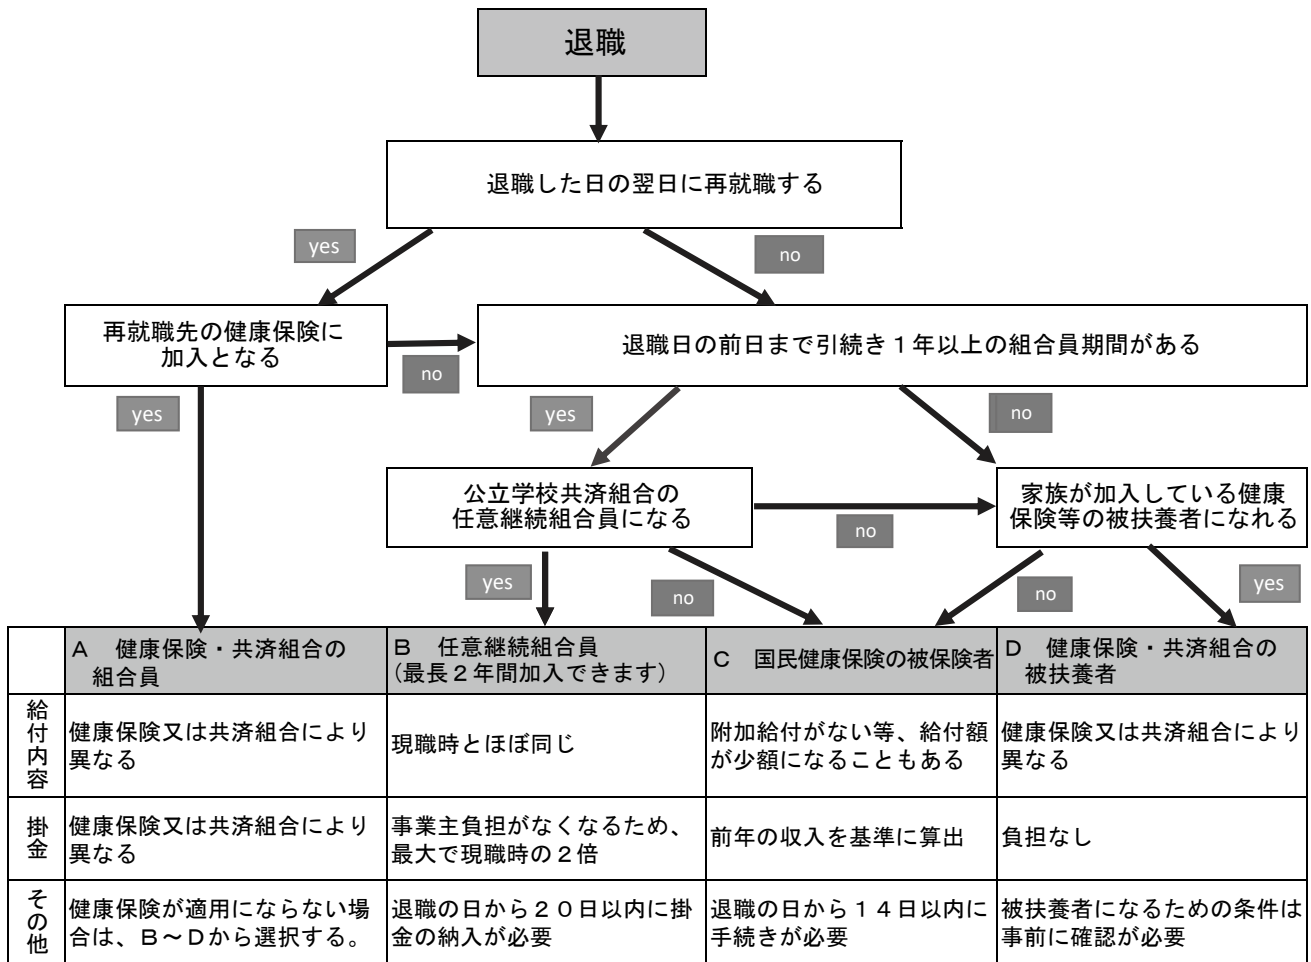 退職
退職した日の翌日に再就職する
yes
no
再就職先の健康保険に
加入となる
no
退職日の前日まで引続き１年以上の組合員期間がある
yes
yes
no
公立学校共済組合の
任意継続組合員になる
no
家族が加入している健康
保険等の被扶養者になれる
yes
no
no
yes
Ａ　健康保険・共済組合の
組合員
Ｂ　任意継続組合員
(最長２年間加入できます)
Ｃ　国民健康保険の被保険者
Ｄ　健康保険・共済組合の
被扶養者
給付内容
健康保険又は共済組合により
異なる
現職時とほぼ同じ
附加給付がない等、給付額
が少額になることもある
健康保険又は共済組合により
異なる
掛金
健康保険又は共済組合により
異なる
事業主負担がなくなるため、
最大で現職時の２倍
前年の収入を基準に算出
負担なし
その他
健康保険が適用にならない場
合は、Ｂ～Ｄから選択する。
退職の日から２０日以内に掛
金の納入が必要
退職の日から１４日以内に
手続きが必要
被扶養者になるための条件は
事前に確認が必要